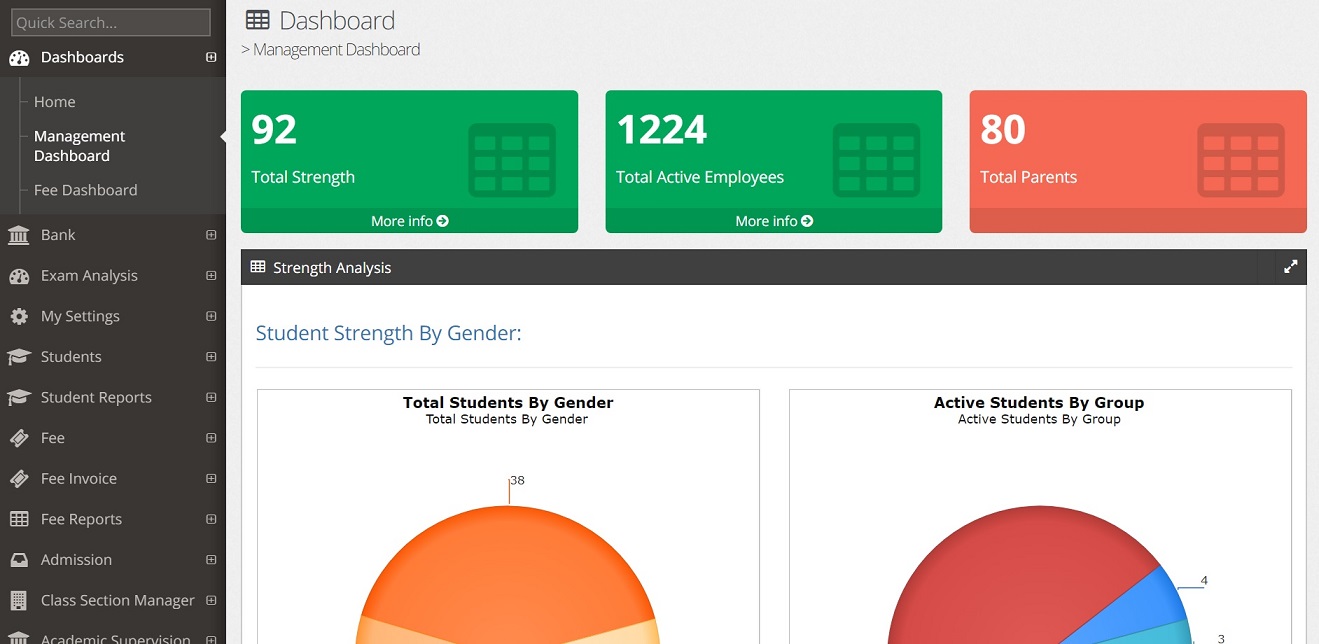 Quick Search...
Dashboards
Home
Management
Dashboard
Fee Dashboard
Bank
Exam Analysis
My Settings
Students
Student Reports
Fee
Fee Invoice
Fee Reports
Admission
Class Section Manager
Academic Supervision
Dashboard
> Management Dashboard
92
Total Strength
More info
1224
Total Active Employees
More info
80
Total Parents
Strength Analysis
Student Strength By Gender:
Total Students By Gender
Total Students By Gender
38
Active Students By Group
Active Students By Group
4
3